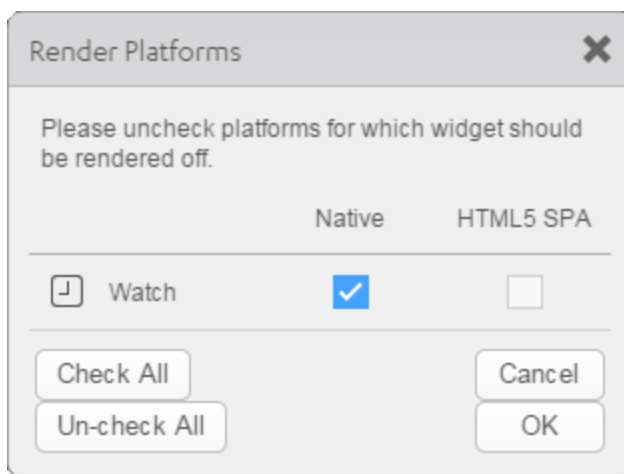 Render Platforms
Please uncheck platforms for which widget should
be rendered off.
Native HTML5 SPA
Watch
Check All Cancel
Un-check All OK